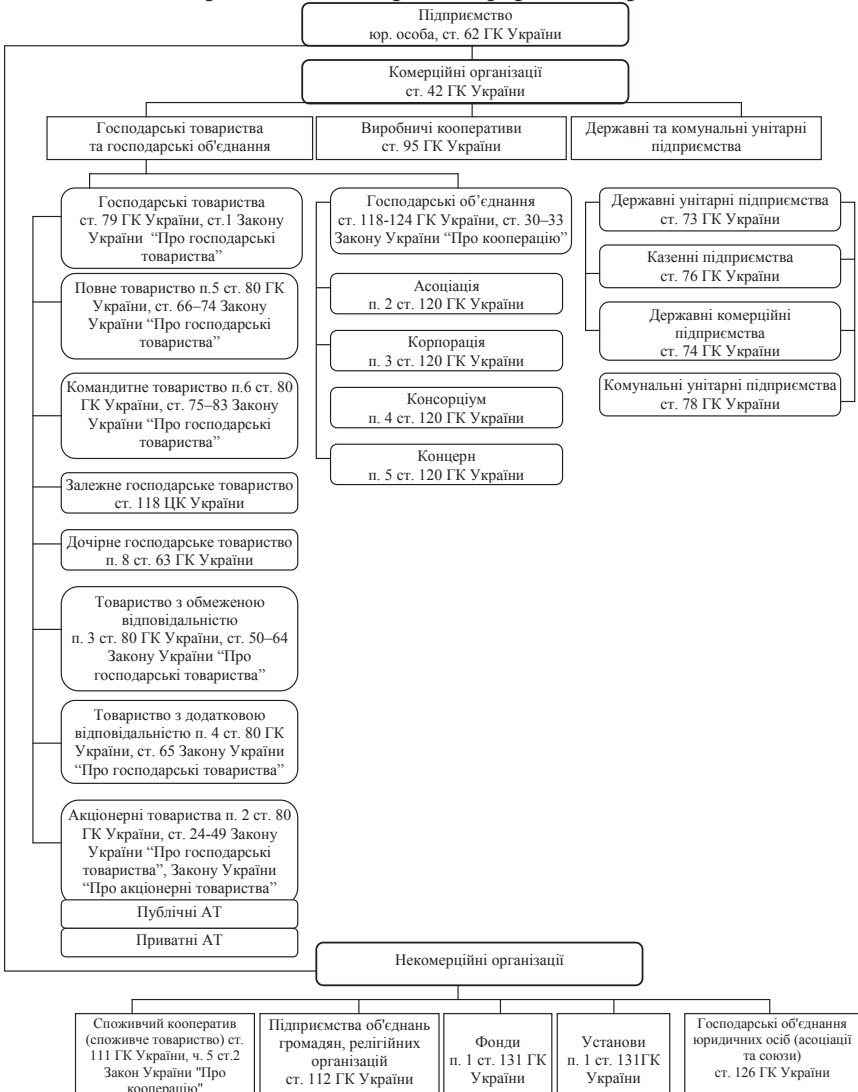 Підприємство
юр. особа, ст. 62 ГК України
Комерційні організації
ст. 42 ГК України
Господарські товариства
та господарські об'єднання
Виробничі кооперативи
ст. 95 ГК України
Державні та комунальні унітарні
підприємства
Господарські товариства
ст. 79 ГК України, ст.1 Закону
України “Про господарські
товариства”
Повне товариство п.5 ст. 80 ГК
України, ст. 66–74 Закону
України “Про господарські
товариства”
Командитне товариство п.6 ст. 80
ГК України, ст. 75–83 Закону
України “Про господарські
товариства”
Залежне господарське товариство
ст. 118 ЦК України
Дочірне господарське товариство
п. 8 ст. 63 ГК України
Товариство з обмеженою
відповідальністю
п. 3 ст. 80 ГК України, ст. 50–64
Закону України “Про
господарські товариства”
Товариство з додатковою
відповідальністю п. 4 ст. 80 ГК
України, ст. 65 Закону України
“Про господарські товариства”
Акціонерні товариства п. 2 ст. 80
ГК України, ст. 24-49 Закону
України “Про господарські
товариства”, Закону України
“Про акціонерні товариства”
Публічні АТ
Приватні АТ
Господарські об’єднання
ст. 118-124 ГК України, ст. 30–33
Закону України “Про кооперацію”
Асоціація
п. 2 ст. 120 ГК України
Корпорація
п. 3 ст. 120 ГК України
Консорціум
п. 4 ст. 120 ГК України
Концерн
п. 5 ст. 120 ГК України
Державні унітарні підприємства
ст. 73 ГК України
Казенні підприємства
ст. 76 ГК України
Державні комерційні
підприємства
ст. 74 ГК України
Комунальні унітарні підприємства
ст. 78 ГК України
Некомерційні організації
Споживчий кооператив
(споживче товариство) ст.
111 ГК України, ч. 5 ст.2
Закон України "Про
кооперацію"
Підприємства об'єднань
громадян, релігійних
організацій
ст. 112 ГК України
Фонди
п. 1 ст. 131 ГК
України
Установи
п. 1 ст. 131ГК
України
Господарські об'єднання
юридичних осіб (асоціації
та союзи)
ст. 126 ГК України